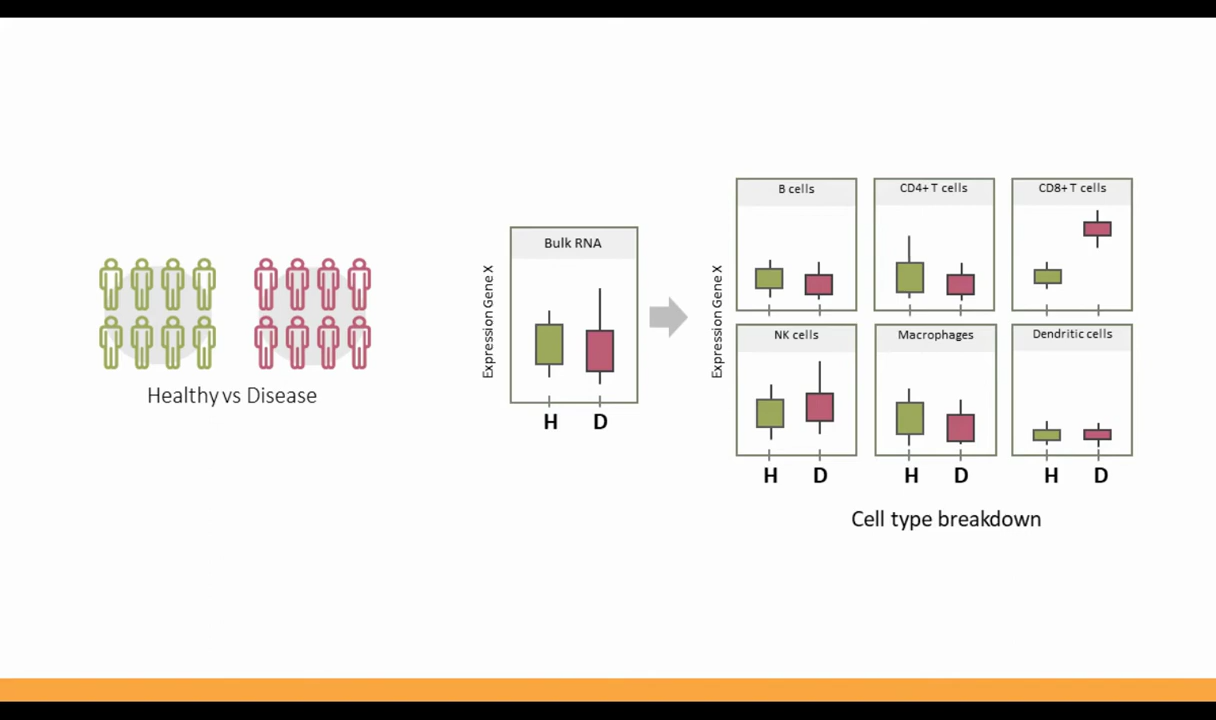 Healthy vs Disease
Expression Gene X
Bulk RNA
H D
Expression Gene X
B cells
CD4+ T cells
CD8+ T cells
NK cells
Macrophages
Dendritic cells
H D
H D
H D
Cell type breakdown